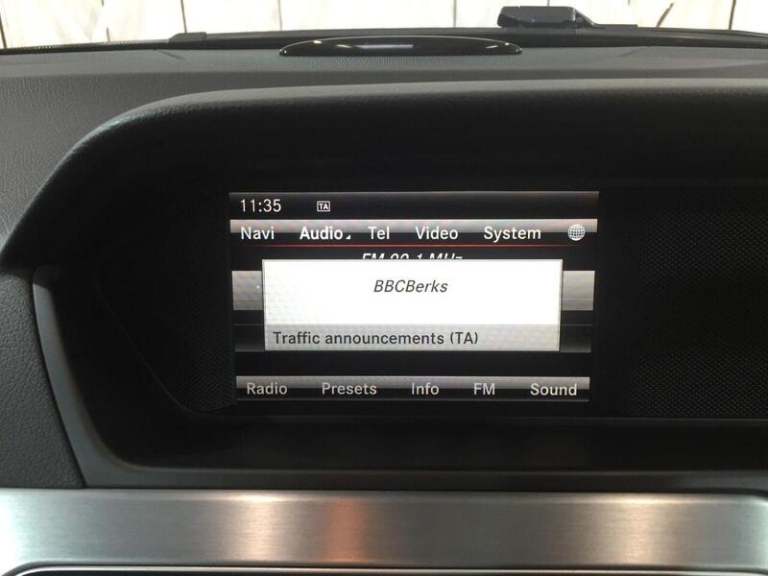 11:35 TA
Navi Audio Tel Video System
BBCBerks
Traffic announcements (TA)
Radio Presets Info FM Sound